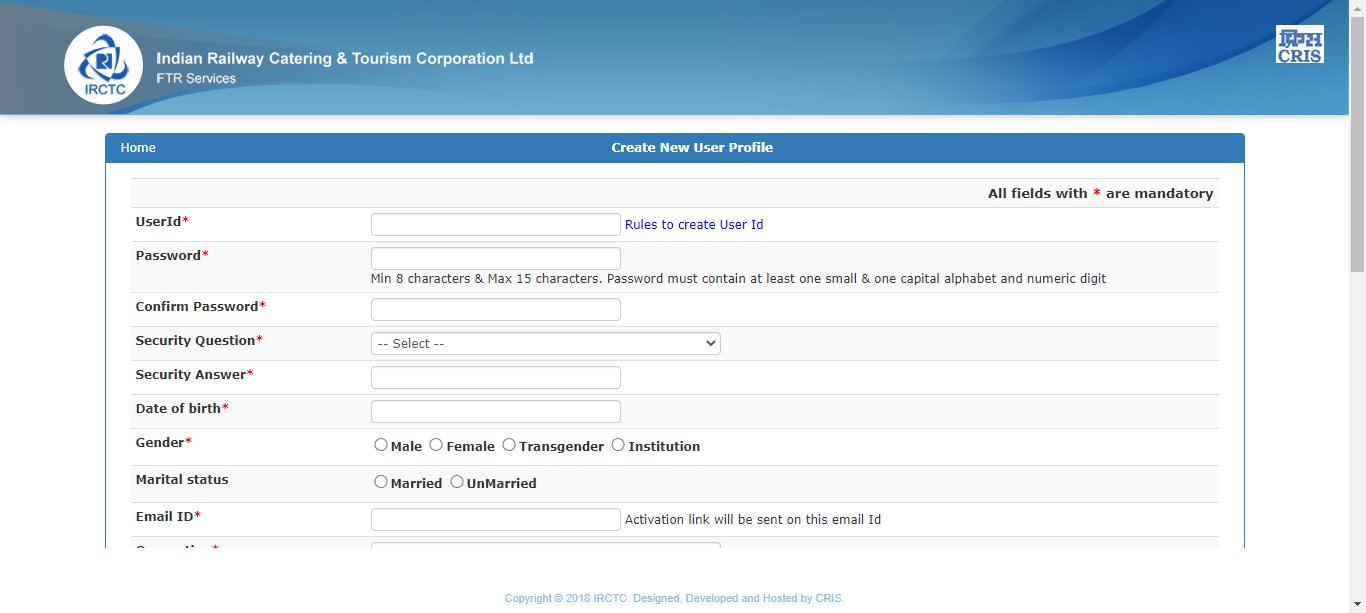 IRCTC
Indian Railway Catering & Tourism Corporation Ltd
FTR Services
क्रिस
CRIS
Home
Create New User Profile
All fields with * are mandatory
UserId*
Rules to create User Id
Password*
Min 8 characters & Max 15 characters. Password must contain at least one small & one capital alphabet and numeric digit
Confirm Password*
Security Question*
-- Select --
Security Answer*
Date of birth*
Gender*
Male Female Transgender Institution
Marital status
Married UnMarried
Email ID*
Activation link will be sent on this email Id
Copyright © 2018 IRCTC. Designed, Developed and Hosted by CRIS.